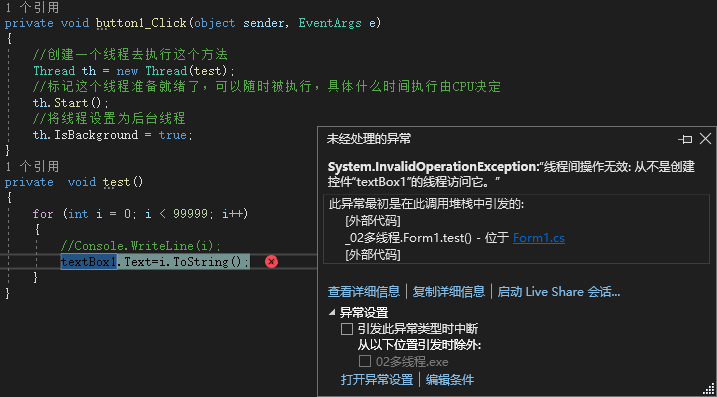 1 个引用
private void button1_Click(object sender, EventArgs e)
{
//创建一个线程去执行这个方法
Thread th = new Thread(test);
//标记这个线程准备就绪了，可以随时被执行，具体什么时间执行由CPU决定
th.Start();
//将线程设置为后台线程
th.IsBackground = true;
}
1 个引用
private  void test()
{
for (int i = 0; i < 99999; i++)
{
//Console.WriteLine(i);
textBox1.Text=i.ToString();
}
}
未经处理的异常
System.InvalidOperationException:“线程间操作无效: 从不是创建
控件“textBox1”的线程访问它。”
此异常最初是在此调用堆栈中引发的:
[外部代码]
_02多线程.Form1.test() - 位于 Form1.cs
[外部代码]
查看详细信息 | 复制详细信息 | 启动 Live Share 会话...
异常设置
引发此异常类型时中断
从以下位置引发时除外:
02多线程.exe
打开异常设置 | 编辑条件